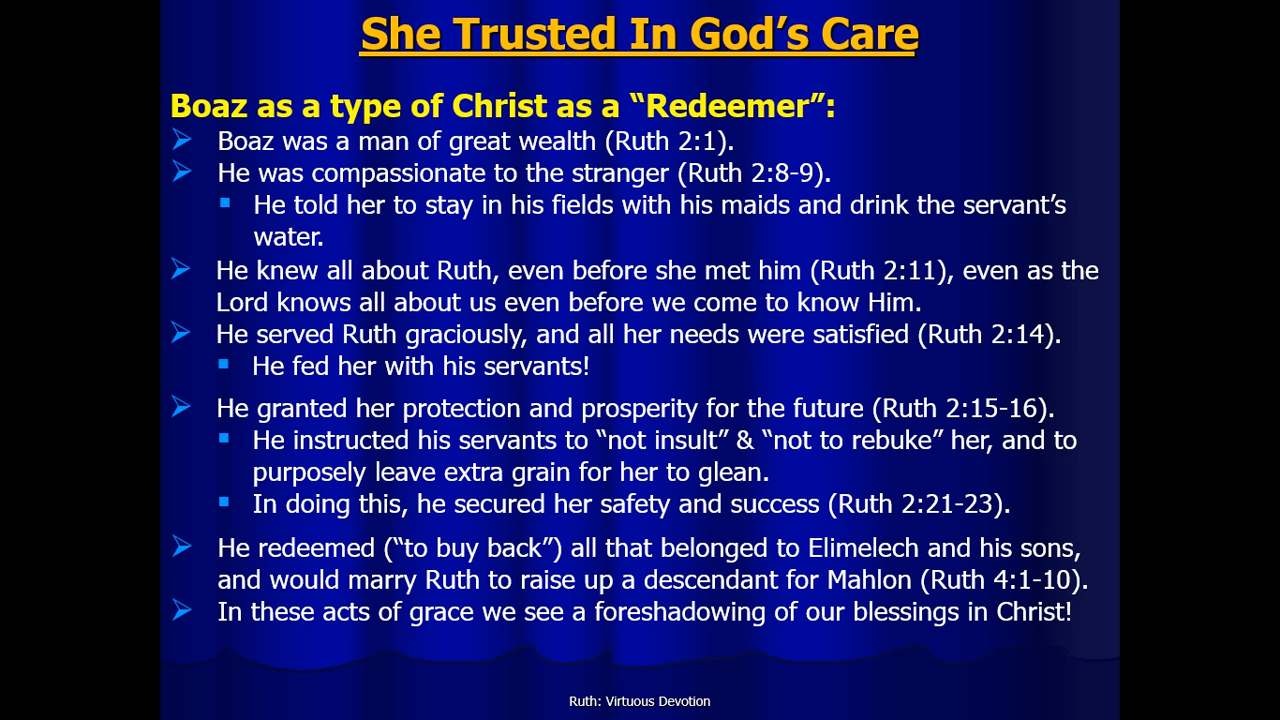 She Trusted In God’s Care
Boaz as a type of Christ as a “Redeemer”:
Boaz was a man of great wealth (Ruth 2:1).
He was compassionate to the stranger (Ruth 2:8-9).
He told her to stay in his fields with his maids and drink the servant’s
water.
He knew all about Ruth, even before she met him (Ruth 2:11), even as the
Lord knows all about us even before we come to know Him.
He served Ruth graciously, and all her needs were satisfied (Ruth 2:14).
He fed her with his servants!
He granted her protection and prosperity for the future (Ruth 2:15-16).
He instructed his servants to “not insult” & “not to rebuke” her, and to
purposely leave extra grain for her to glean.
In doing this, he secured her safety and success (Ruth 2:21-23).
He redeemed (“to buy back”) all that belonged to Elimelech and his sons,
and would marry Ruth to raise up a descendant for Mahlon (Ruth 4:1-10).
In these acts of grace we see a foreshadowing of our blessings in Christ!
Ruth: Virtuous Devotion